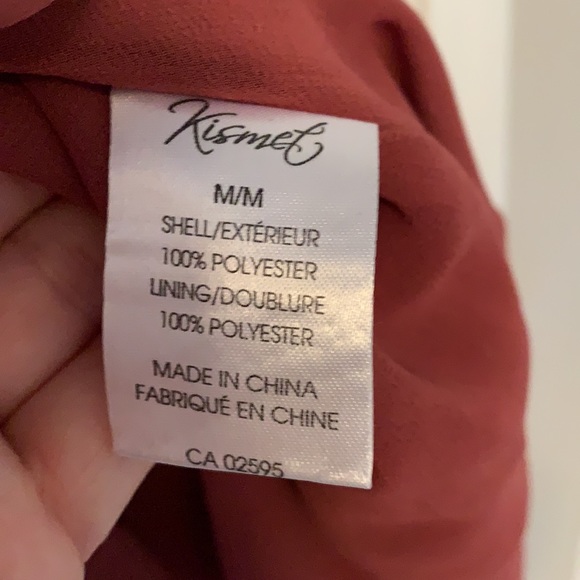 Kismet
M/M
SHELL/EXTÉRIEUR
100% POLYESTER
LINING/DOUBLURE
100% POLYESTER
MADE IN CHINA
FABRIQUÉ EN CHINE
CA 02595